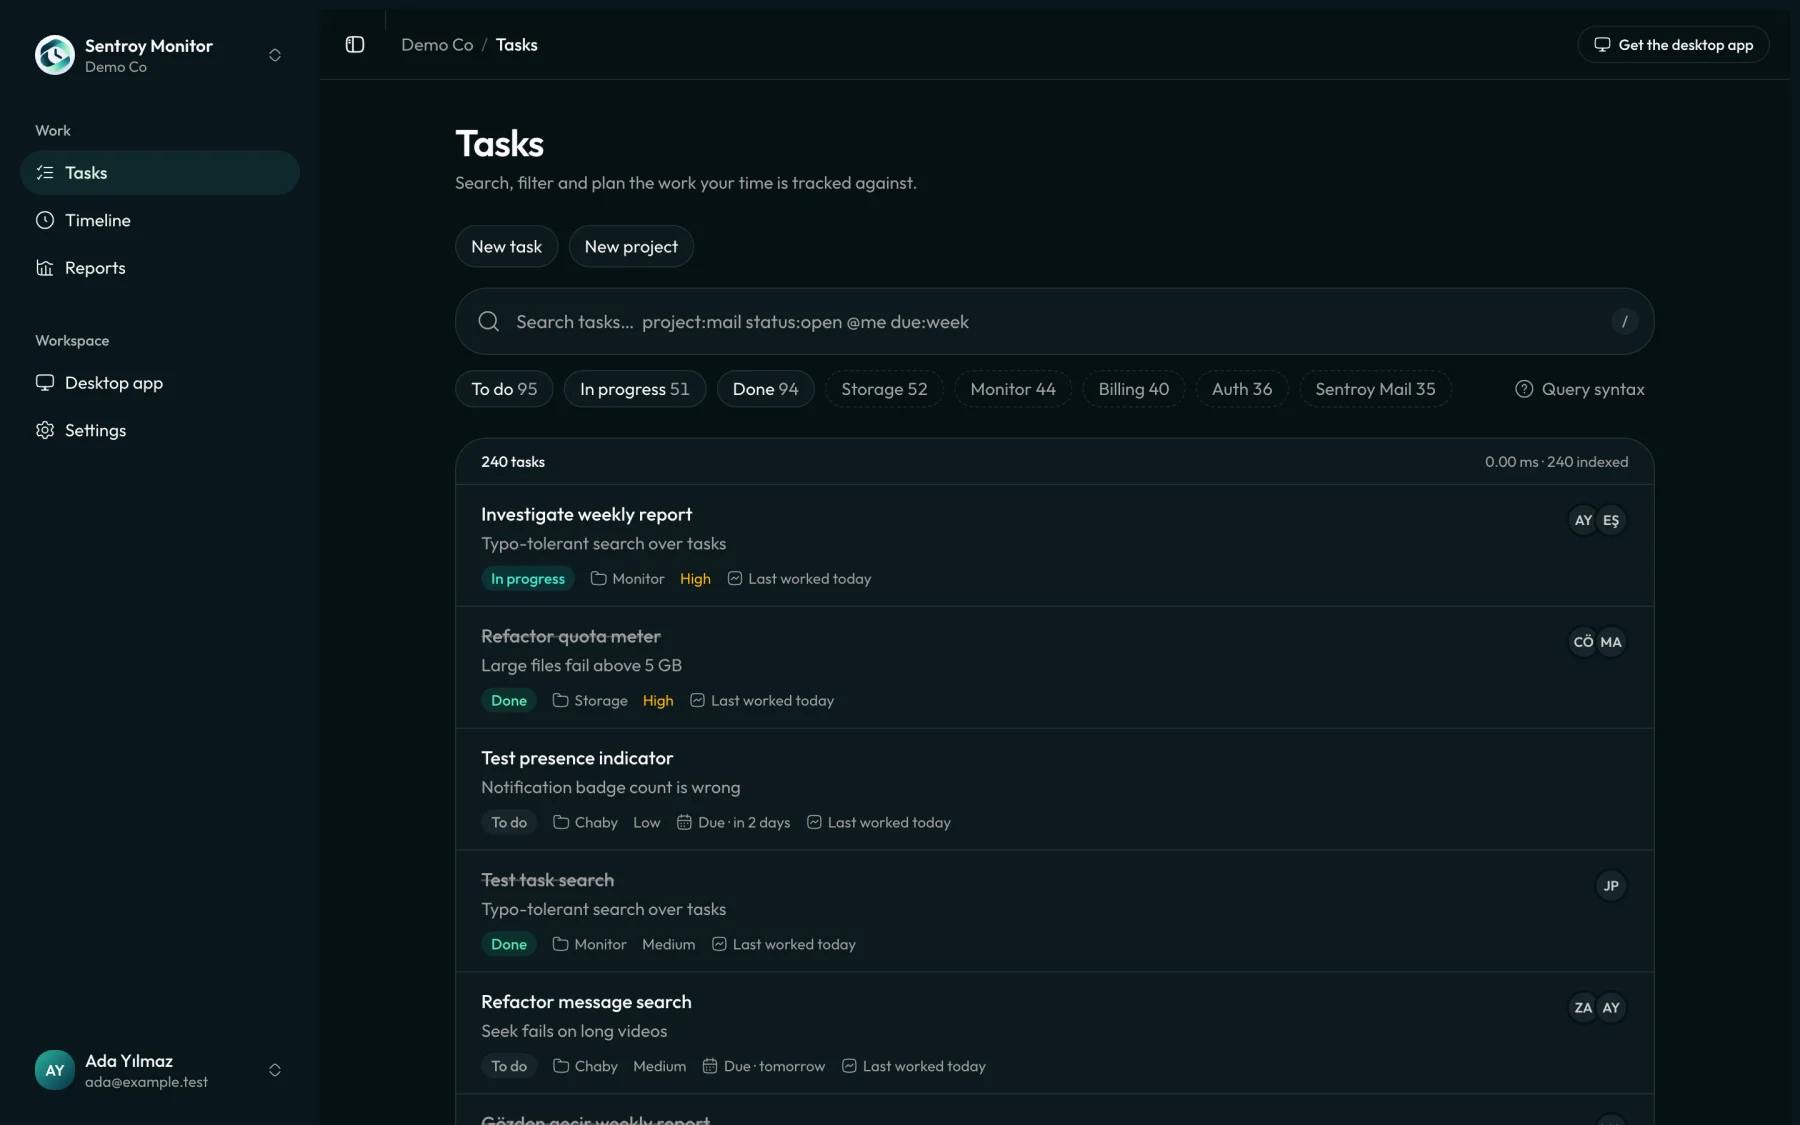 Sentroy Monitor
Demo Co
Work
Tasks
Timeline
Reports
Workspace
Desktop app
Settings
Ada Yılmaz
ada@example.test
AY
Demo Co / Tasks
Get the desktop app
Tasks
Search, filter and plan the work your time is tracked against.
New task New project
Search tasks... project:mail status:open @me due:week /
To do 95 In progress 51 Done 94 Storage 52 Monitor 44 Billing 40 Auth 36 Sentroy Mail 35 Query syntax
240 tasks 0.00 ms · 240 indexed
Investigate weekly report AY EŞ
Typo-tolerant search over tasks
In progress Monitor High Last worked today
Refactor quota meter CÖ MA
Large files fail above 5 GB
Done Storage High Last worked today
Test presence indicator
Notification badge count is wrong
To do Chaby Low Due · in 2 days Last worked today
Test task search JP
Typo-tolerant search over tasks
Done Monitor Medium Last worked today
Refactor message search ZA AY
Seek fails on long videos
To do Chaby Medium Due · tomorrow Last worked today
Gözden geçir weekly report